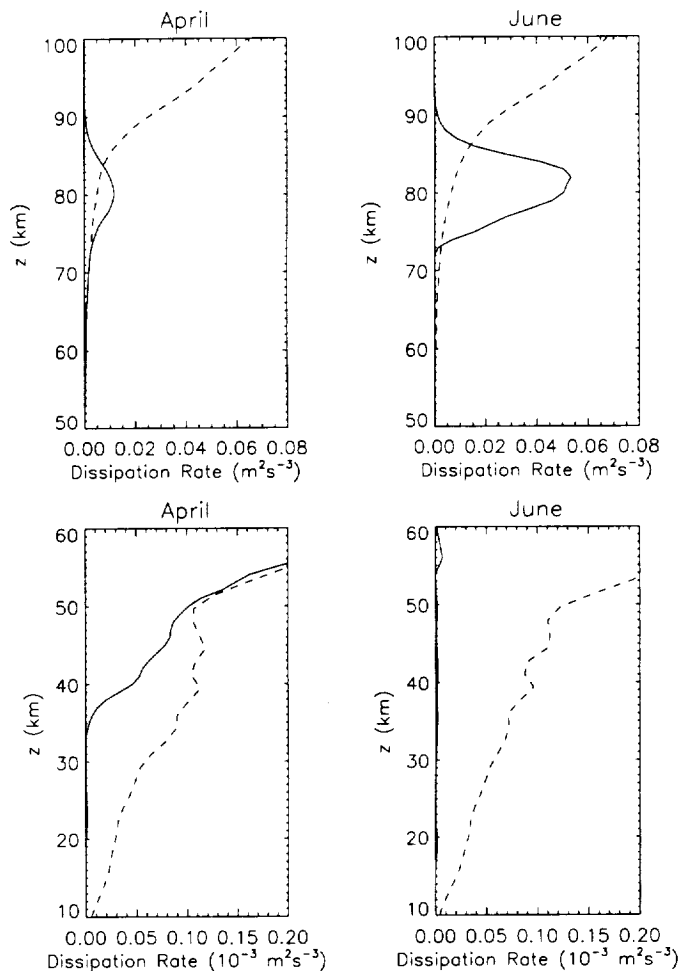 April
100
90
80
70
60
50
z (km)
0.00 0.02 0.04 0.06 0.08
Dissipation Rate (m²s⁻³)
June
100
90
80
70
60
50
z (km)
0.00 0.02 0.04 0.06 0.08
Dissipation Rate (m²s⁻³)
April
60
50
40
30
20
10
z (km)
0.00 0.05 0.10 0.15 0.20
Dissipation Rate (10⁻³ m²s⁻³)
June
60
50
40
30
20
10
z (km)
0.00 0.05 0.10 0.15 0.20
Dissipation Rate (10⁻³ m²s⁻³)